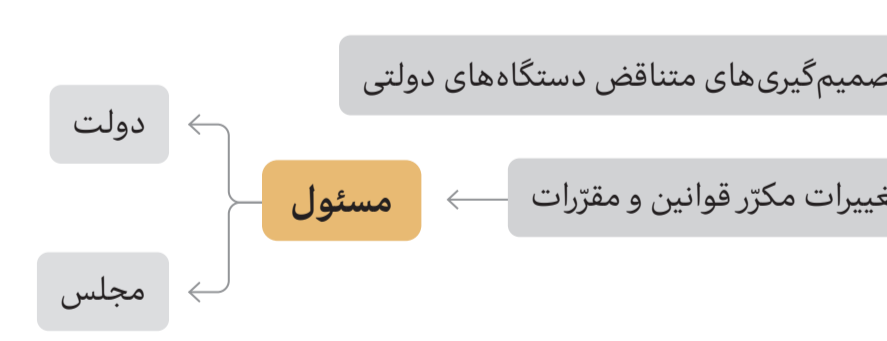 تصمیم‌گیری‌های متناقض دستگاه‌های دولتی
دولت
تغییرات مکرّر قوانین و مقرّرات
مسئول
مجلس